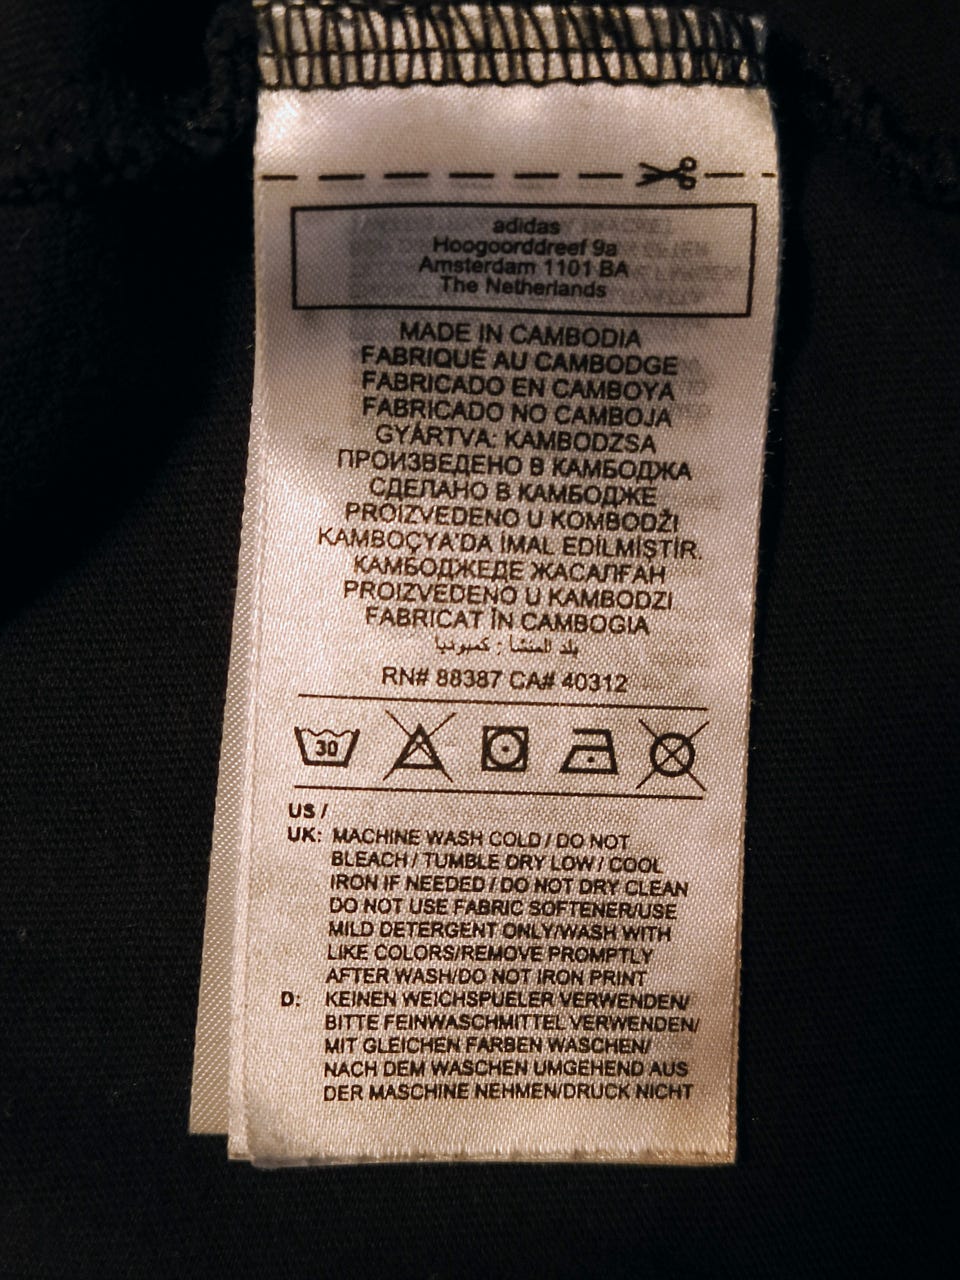 adidas
Hoogoorddreef 9a
Amsterdam 1101 BA
The Netherlands
MADE IN CAMBODIA
FABRIQUÉ AU CAMBODGE
FABRICADO EN CAMBOYA
FABRICADO NO CAMBOJA
GYÁRTVA: KAMBODZSA
ПРОИЗВЕДЕНО В КАМБОДЖА
СДЕЛАНО В КАМБОДЖЕ
PROIZVEDENO U KOMBODŽI
KAMBOÇYA'DA İMAL EDİLMİŞTİR.
КАМБОДЖЕДЕ ЖАСАЛҒАН
PROIZVEDENO U KAMBODZI
FABRICAT ÎN CAMBOGIA
بلد المنشأ : كمبوديا
RN# 88387 CA# 40312
30
US /
UK: MACHINE WASH COLD / DO NOT
BLEACH / TUMBLE DRY LOW / COOL
IRON IF NEEDED / DO NOT DRY CLEAN
DO NOT USE FABRIC SOFTENER/USE
MILD DETERGENT ONLY/WASH WITH
LIKE COLORS/REMOVE PROMPTLY
AFTER WASH/DO NOT IRON PRINT
D: KEINEN WEICHSPUELER VERWENDEN/
BITTE FEINWASCHMITTEL VERWENDEN/
MIT GLEICHEN FARBEN WASCHEN/
NACH DEM WASCHEN UMGEHEND AUS
DER MASCHINE NEHMEN/DRUCK NICHT